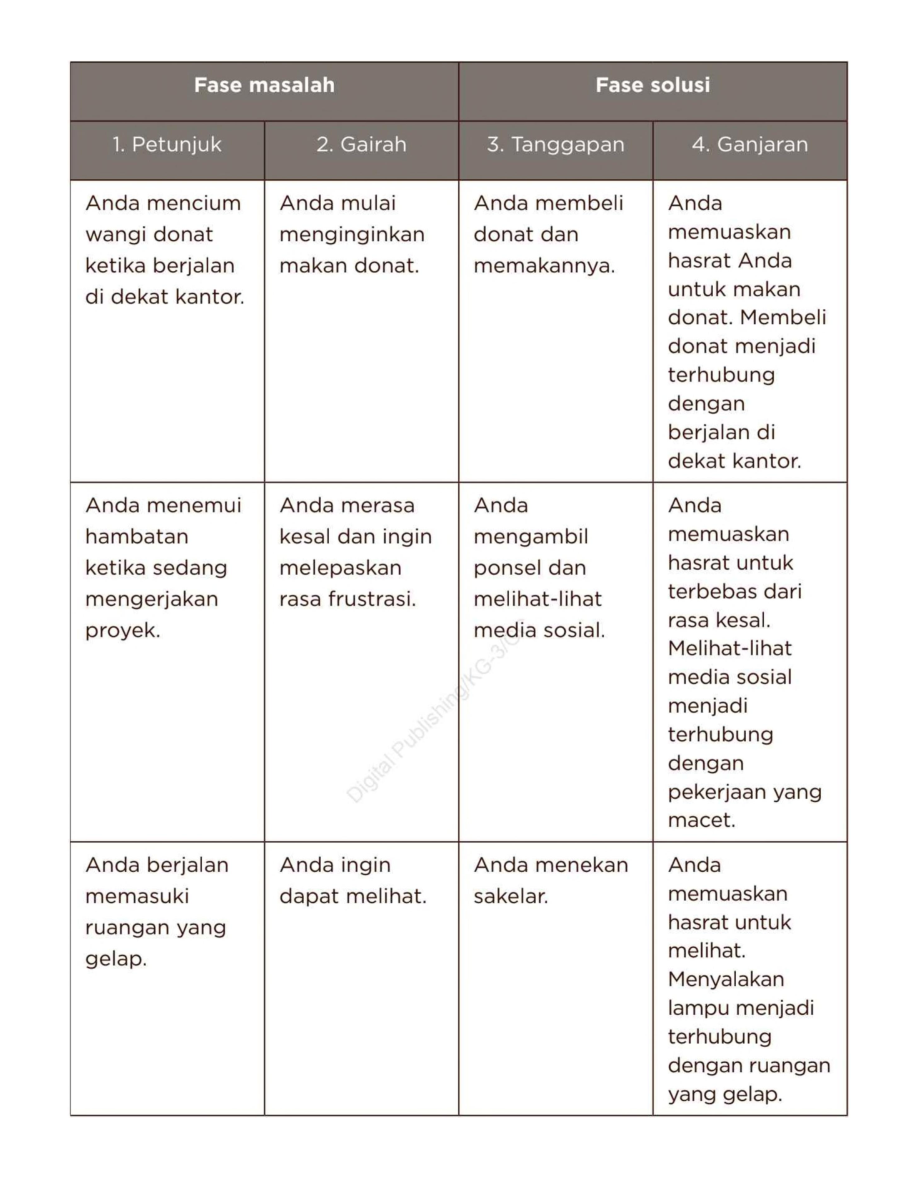 Fase masalah
Fase solusi
1. Petunjuk
2. Gairah
3. Tanggapan
4. Ganjaran
Anda mencium
wangi donat
ketika berjalan
di dekat kantor.
Anda mulai
menginginkan
makan donat.
Anda membeli
donat dan
memakannya.
Anda
memuaskan
hasrat Anda
untuk makan
donat. Membeli
donat menjadi
terhubung
dengan
berjalan di
dekat kantor.
Anda menemui
hambatan
ketika sedang
mengerjakan
proyek.
Anda merasa
kesal dan ingin
melepaskan
rasa frustrasi.
Anda
mengambil
ponsel dan
melihat-lihat
media sosial.
Anda
memuaskan
hasrat untuk
terbebas dari
rasa kesal.
Melihat-lihat
media sosial
menjadi
terhubung
dengan
pekerjaan yang
macet.
Anda berjalan
memasuki
ruangan yang
gelap.
Anda ingin
dapat melihat.
Anda menekan
sakelar.
Anda
memuaskan
hasrat untuk
melihat.
Menyalakan
lampu menjadi
terhubung
dengan ruangan
yang gelap.
Digital Publishing/KG-3/